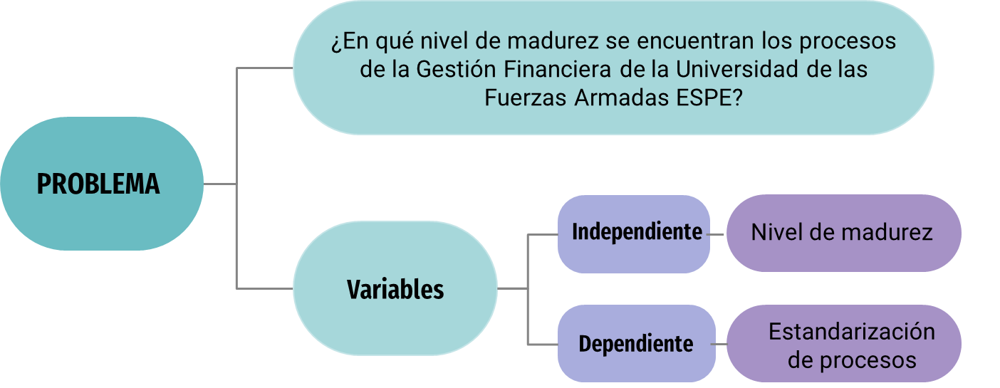 ¿En qué nivel de madurez se encuentran los procesos
de la Gestión Financiera de la Universidad de las
Fuerzas Armadas ESPE?
PROBLEMA
Variables
Independiente
Nivel de madurez
Dependiente
Estandarización
de procesos